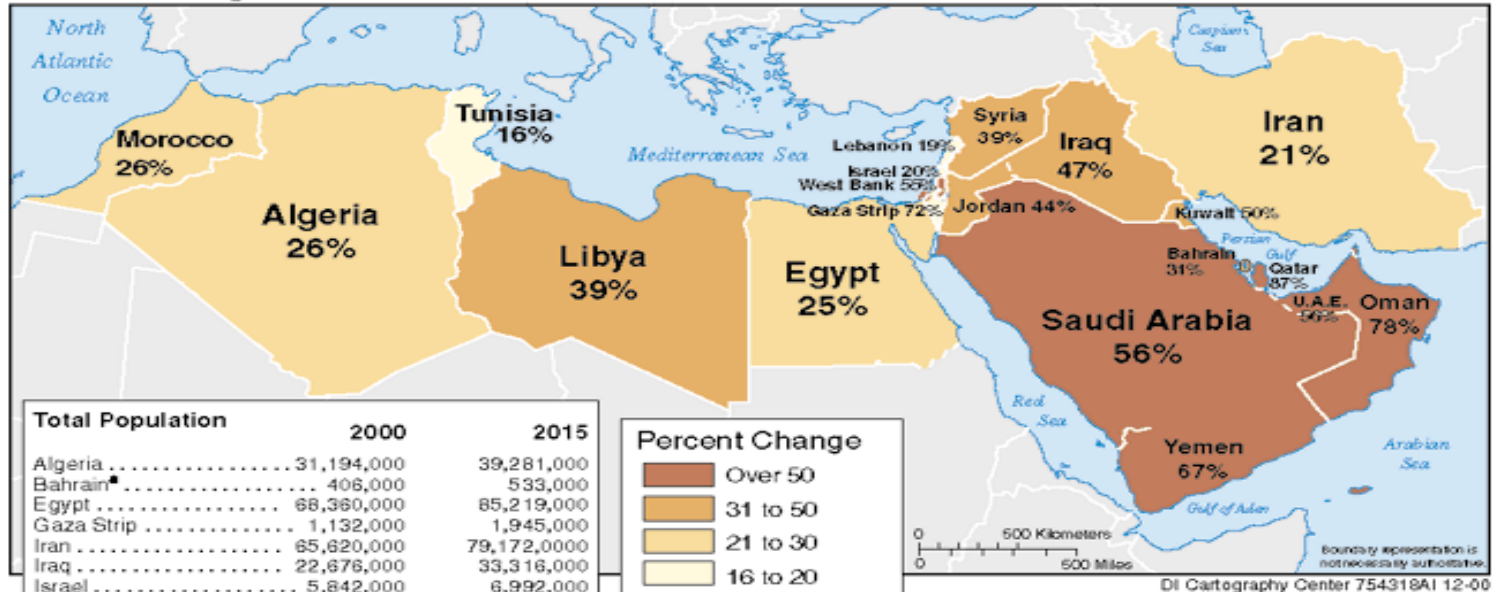 North
Atlantic
Ocean
Caspian
Sea
Morocco
26%
Tunisia
16%
Algeria
26%
Libya
39%
Egypt
25%
Mediterranean Sea
Syria
39%
Lebanon 19%
Israel 20%
West Bank 55%
Gaza Strip 72%
Jordan 44%
Iraq
47%
Iran
21%
Kuwait 50%
Persian
Gulf
Bahrain
31%
Qatar
87%
U.A.E.
56%
Oman
78%
Saudi Arabia
56%
Yemen
67%
Red
Sea
Arabian
Sea
Gulf of Aden
Total Population
2000 2015
Algeria ................. 31,194,000 39,281,000
Bahrain■ .................. 406,000 533,000
Egypt ................. 68,360,000 85,219,000
Gaza Strip ............ 1,132,000 1,945,000
Iran ................... 65,620,000 79,172,0000
Iraq ................... 22,676,000 33,316,000
Israel .................. 5,842,000 6,992,000
Percent Change
Over 50
31 to 50
21 to 30
16 to 20
0 500 Kilometers
0 500 Miles
Boundary representation is
not necessarily authoritative.
DI Cartography Center 754318AI 12-00